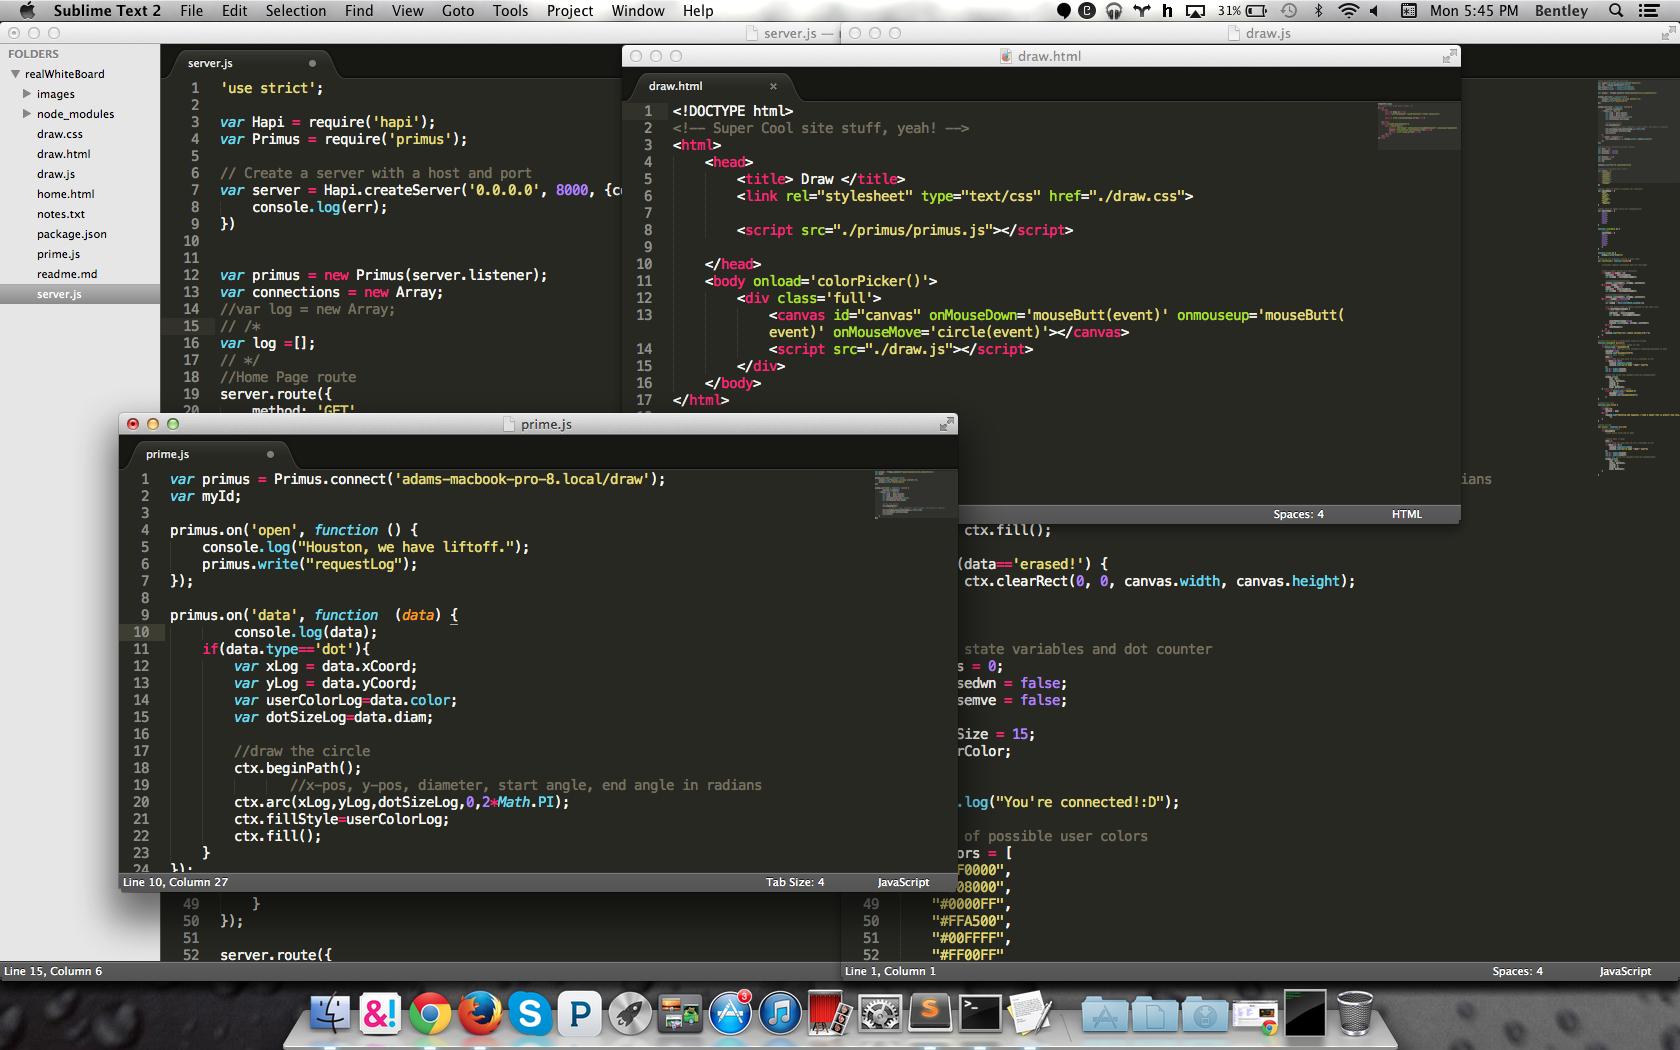 Sublime Text 2 File Edit Selection Find View Goto Tools Project Window Help 31% Mon 5:45 PM Bentley
server.js —
draw.js
FOLDERS
realWhiteBoard
images
node_modules
draw.css
draw.html
draw.js
home.html
notes.txt
package.json
prime.js
readme.md
server.js
server.js
1 'use strict';
2
3 var Hapi = require('hapi');
4 var Primus = require('primus');
5
6 // Create a server with a host and port
7 var server = Hapi.createServer('0.0.0.0', 8000, {c
8 console.log(err);
9 })
10
11
12 var primus = new Primus(server.listener);
13 var connections = new Array;
14 //var log = new Array;
15 // /*
16 var log =[];
17 // */
18 //Home Page route
19 server.route({
20 method: 'GET'
draw.html
draw.html
1 <!DOCTYPE html>
2 <!-- Super Cool site stuff, yeah! -->
3 <html>
4 <head>
5 <title> Draw </title>
6 <link rel="stylesheet" type="text/css" href="./draw.css">
7
8 <script src="./primus/primus.js"></script>
9
10 </head>
11 <body onload='colorPicker()'>
12 <div class='full'>
13 <canvas id="canvas" onMouseDown='mouseButt(event)' onmouseup='mouseButt(
event)' onMouseMove='circle(event)'></canvas>
14 <script src="./draw.js"></script>
15 </div>
16 </body>
17 </html>
Spaces: 4 HTML
prime.js
prime.js
1 var primus = Primus.connect('adams-macbook-pro-8.local/draw');
2 var myId;
3
4 primus.on('open', function () {
5 console.log("Houston, we have liftoff.");
6 primus.write("requestLog");
7 });
8
9 primus.on('data', function  (data) {
10 console.log(data);
11 if(data.type=='dot'){
12 var xLog = data.xCoord;
13 var yLog = data.yCoord;
14 var userColorLog=data.color;
15 var dotSizeLog=data.diam;
16
17 //draw the circle
18 ctx.beginPath();
19 //x-pos, y-pos, diameter, start angle, end angle in radians
20 ctx.arc(xLog,yLog,dotSizeLog,0,2*Math.PI);
21 ctx.fillStyle=userColorLog;
22 ctx.fill();
23 }
24 });
Line 10, Column 27 Tab Size: 4 JavaScript
49 }
50 });
51
52 server.route({
Line 15, Column 6
ians
ctx.fill();
(data=='erased!') {
ctx.clearRect(0, 0, canvas.width, canvas.height);
state variables and dot counter
s = 0;
sedwn = false;
semve = false;
Size = 15;
rColor;
.log("You're connected!:D");
of possible user colors
ors = [
F0000",
08000",
49 "#0000FF",
50 "#FFA500",
51 "#00FFFF",
52 "#FF00FF"
Line 1, Column 1 Spaces: 4 JavaScript
&!
S
P
3
S
>_